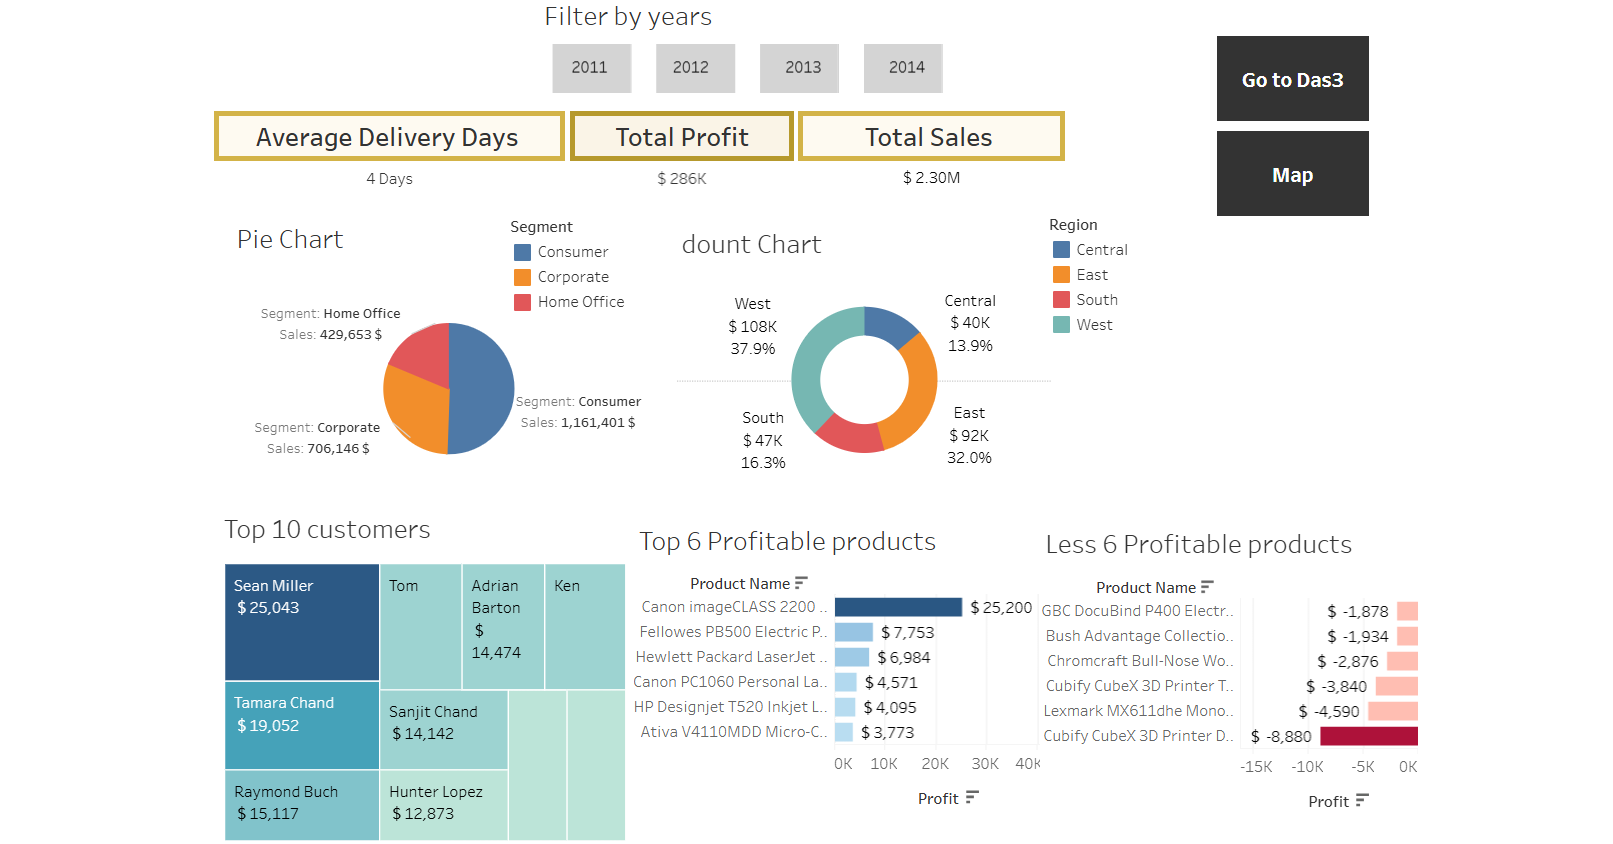 Filter by years
2011
2012
2013
2014
Go to Das3
Map
Average Delivery Days
Total Profit
Total Sales
4 Days
$ 286K
$ 2.30M
Pie Chart
Segment
Consumer
Corporate
Home Office
Segment: Home Office
Sales: 429,653 $
Segment: Consumer
Sales: 1,161,401 $
Segment: Corporate
Sales: 706,146 $
dount Chart
Region
Central
East
South
West
West
$ 108K
37.9%
Central
$ 40K
13.9%
South
$ 47K
16.3%
East
$ 92K
32.0%
Top 10 customers
Sean Miller
$ 25,043
Tamara Chand
$ 19,052
Raymond Buch
$ 15,117
Tom
Adrian
Barton
$
14,474
Ken
Sanjit Chand
$ 14,142
Hunter Lopez
$ 12,873
Top 6 Profitable products
Product Name
Canon imageCLASS 2200 ..
$ 25,200
Fellowes PB500 Electric P..
$ 7,753
Hewlett Packard LaserJet ..
$ 6,984
Canon PC1060 Personal La..
$ 4,571
HP Designjet T520 Inkjet L..
$ 4,095
Ativa V4110MDD Micro-C..
$ 3,773
0K 10K 20K 30K 40K
Profit
Less 6 Profitable products
Product Name
GBC DocuBind P400 Electr..
$ -1,878
Bush Advantage Collectio..
$ -1,934
Chromcraft Bull-Nose Wo..
$ -2,876
Cubify CubeX 3D Printer T..
$ -3,840
Lexmark MX611dhe Mono..
$ -4,590
Cubify CubeX 3D Printer D..
$ -8,880
-15K -10K -5K 0K
Profit